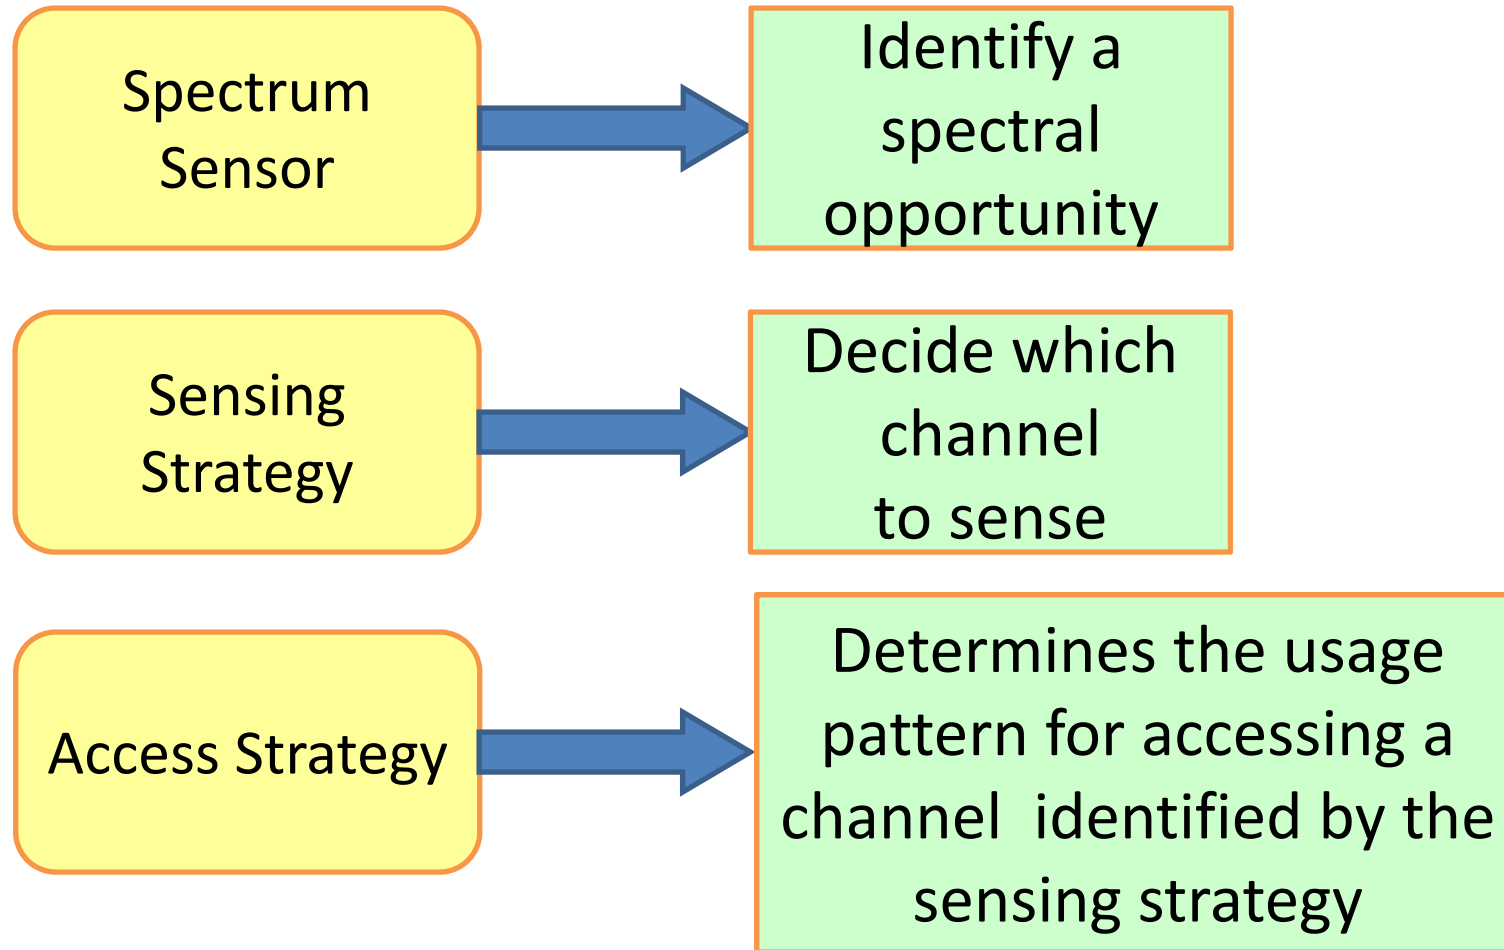 Spectrum
Sensor
Identify a
spectral
opportunity
Sensing
Strategy
Decide which
channel
to sense
Access Strategy
Determines the usage
pattern for accessing a
channel  identified by the
sensing strategy